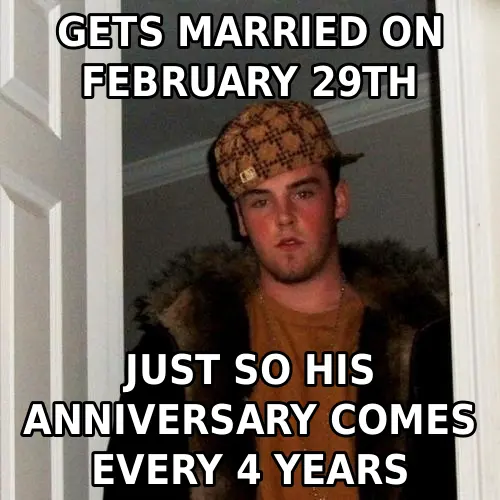 GETS MARRIED ON
FEBRUARY 29TH
JUST SO HIS
ANNIVERSARY COMES
EVERY 4 YEARS